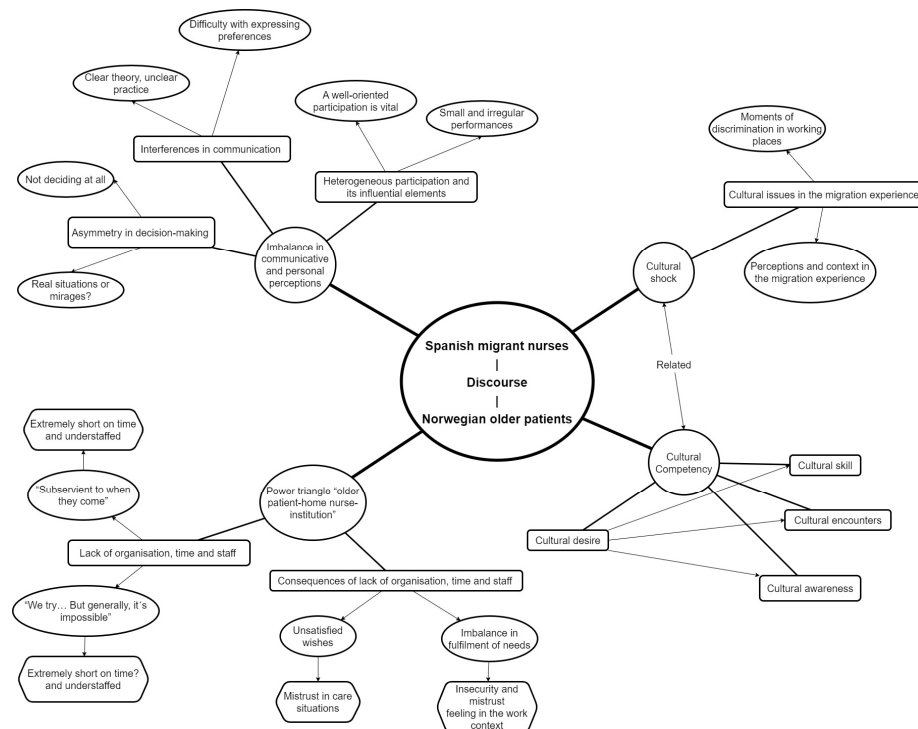 Difficulty with expressing
preferences
Clear theory, unclear
practice
A well-oriented
participation is vital
Small and irregular
performances
Moments of
discrimination in working
places
Interferences in communication
Not deciding at all
Heterogeneous participation and
its influential elements
Cultural issues in the migration experience
Asymmetry in decision-making
Imbalance in
communicative
and personal
perceptions
Cultural
shock
Perceptions and context in
the migration experience
Real situations or
mirages?
Spanish migrant nurses
|
Discourse
|
Norwegian older patients
Related
Extremely short on time
and understaffed
Cultural
Competency
Cultural skill
“Subservient to when
they come”
Power triangle “older
patient-home nurse-
institution”
Cultural encounters
Cultural desire
Lack of organisation, time and staff
Consequences of lack of organisation, time and staff
Cultural awareness
“We try... But generally, it´s
impossible”
Unsatisfied
wishes
Imbalance in
fulfilment of needs
Extremely short on time?
and understaffed
Mistrust in care
situations
Insecurity and
mistrust
feeling in the work
context